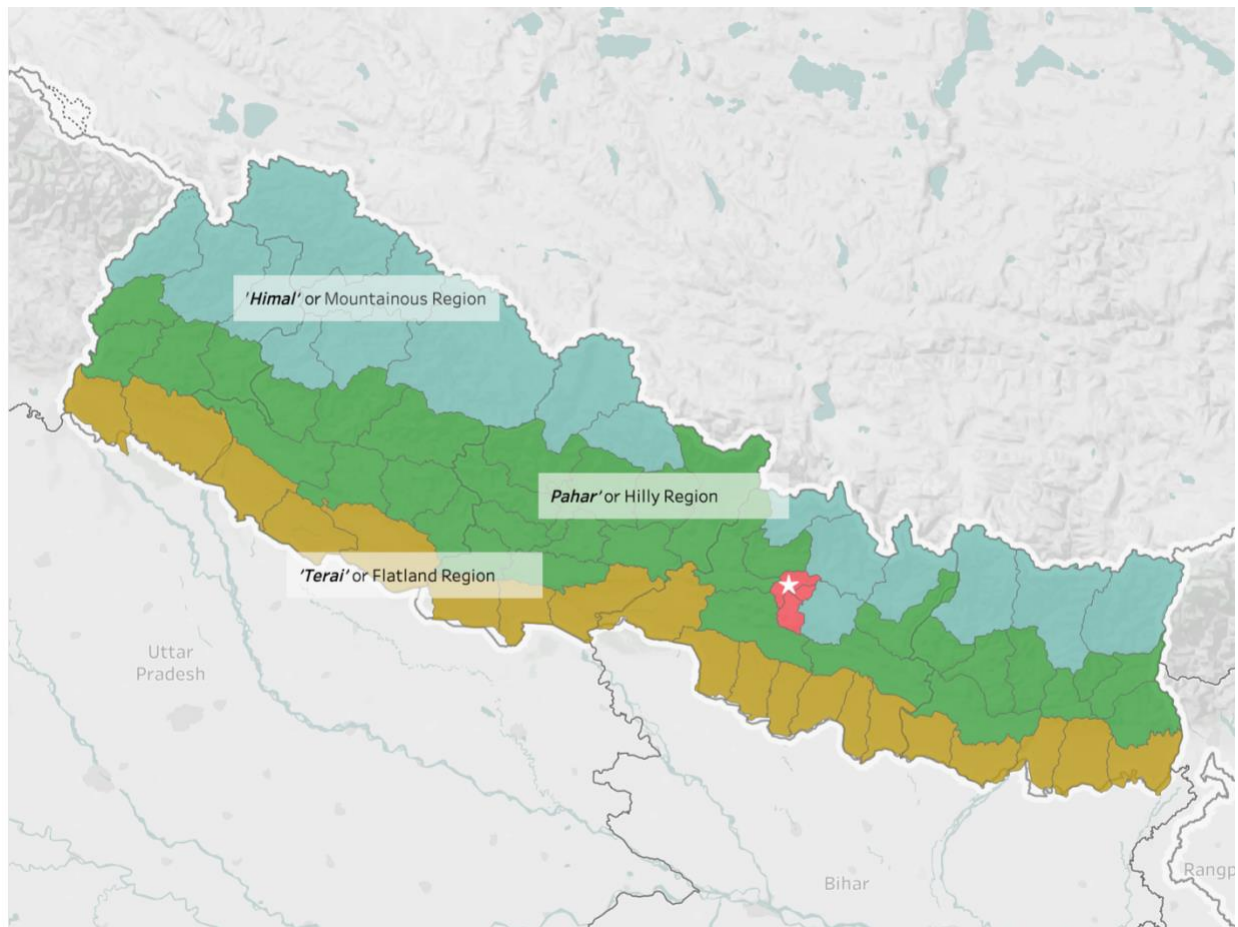 'Himal' or Mountainous Region
Pahar' or Hilly Region
'Terai' or Flatland Region
Uttar
Pradesh
Bihar
Rangp